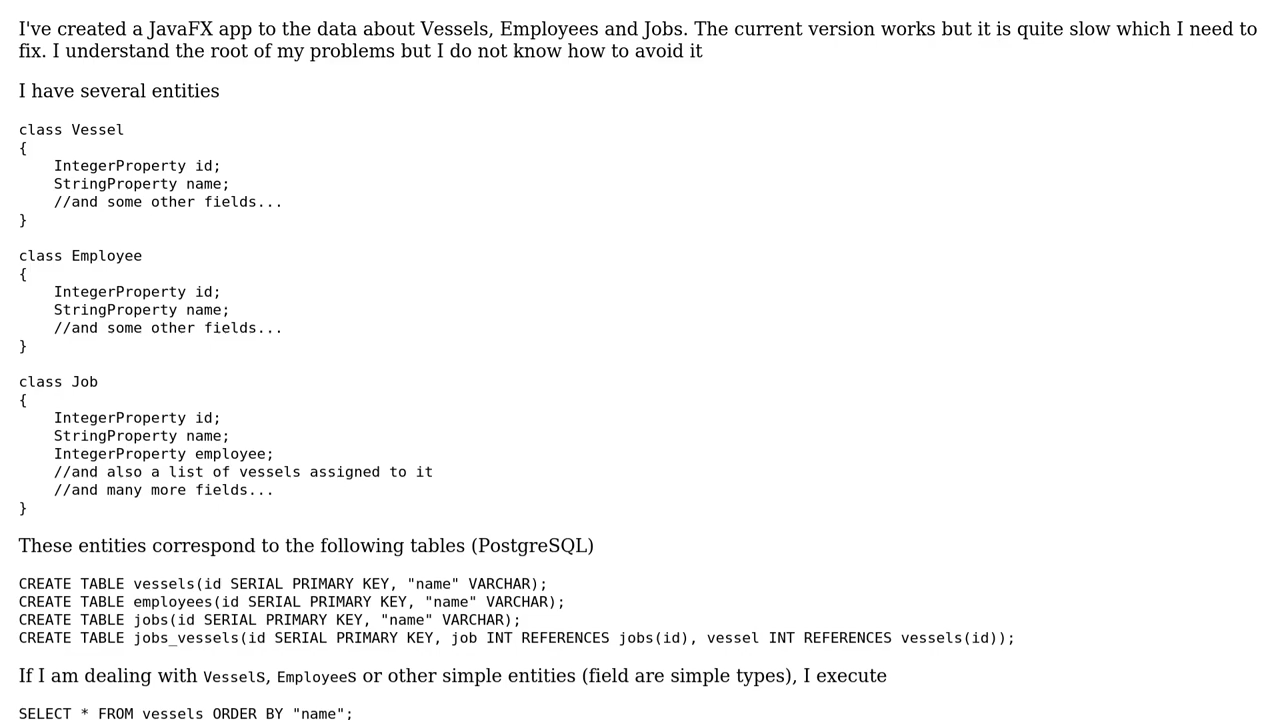 I've created a JavaFX app to the data about Vessels, Employees and Jobs. The current version works but it is quite slow which I need to
fix. I understand the root of my problems but I do not know how to avoid it
I have several entities
class Vessel
{
    IntegerProperty id;
    StringProperty name;
    //and some other fields...
}
class Employee
{
    IntegerProperty id;
    StringProperty name;
    //and some other fields...
}
class Job
{
    IntegerProperty id;
    StringProperty name;
    IntegerProperty employee;
    //and also a list of vessels assigned to it
    //and many more fields...
}
These entities correspond to the following tables (PostgreSQL)
CREATE TABLE vessels(id SERIAL PRIMARY KEY, "name" VARCHAR);
CREATE TABLE employees(id SERIAL PRIMARY KEY, "name" VARCHAR);
CREATE TABLE jobs(id SERIAL PRIMARY KEY, "name" VARCHAR);
CREATE TABLE jobs_vessels(id SERIAL PRIMARY KEY, job INT REFERENCES jobs(id), vessel INT REFERENCES vessels(id));
If I am dealing with Vessels, Employees or other simple entities (field are simple types), I execute
SELECT * FROM vessels ORDER BY "name";